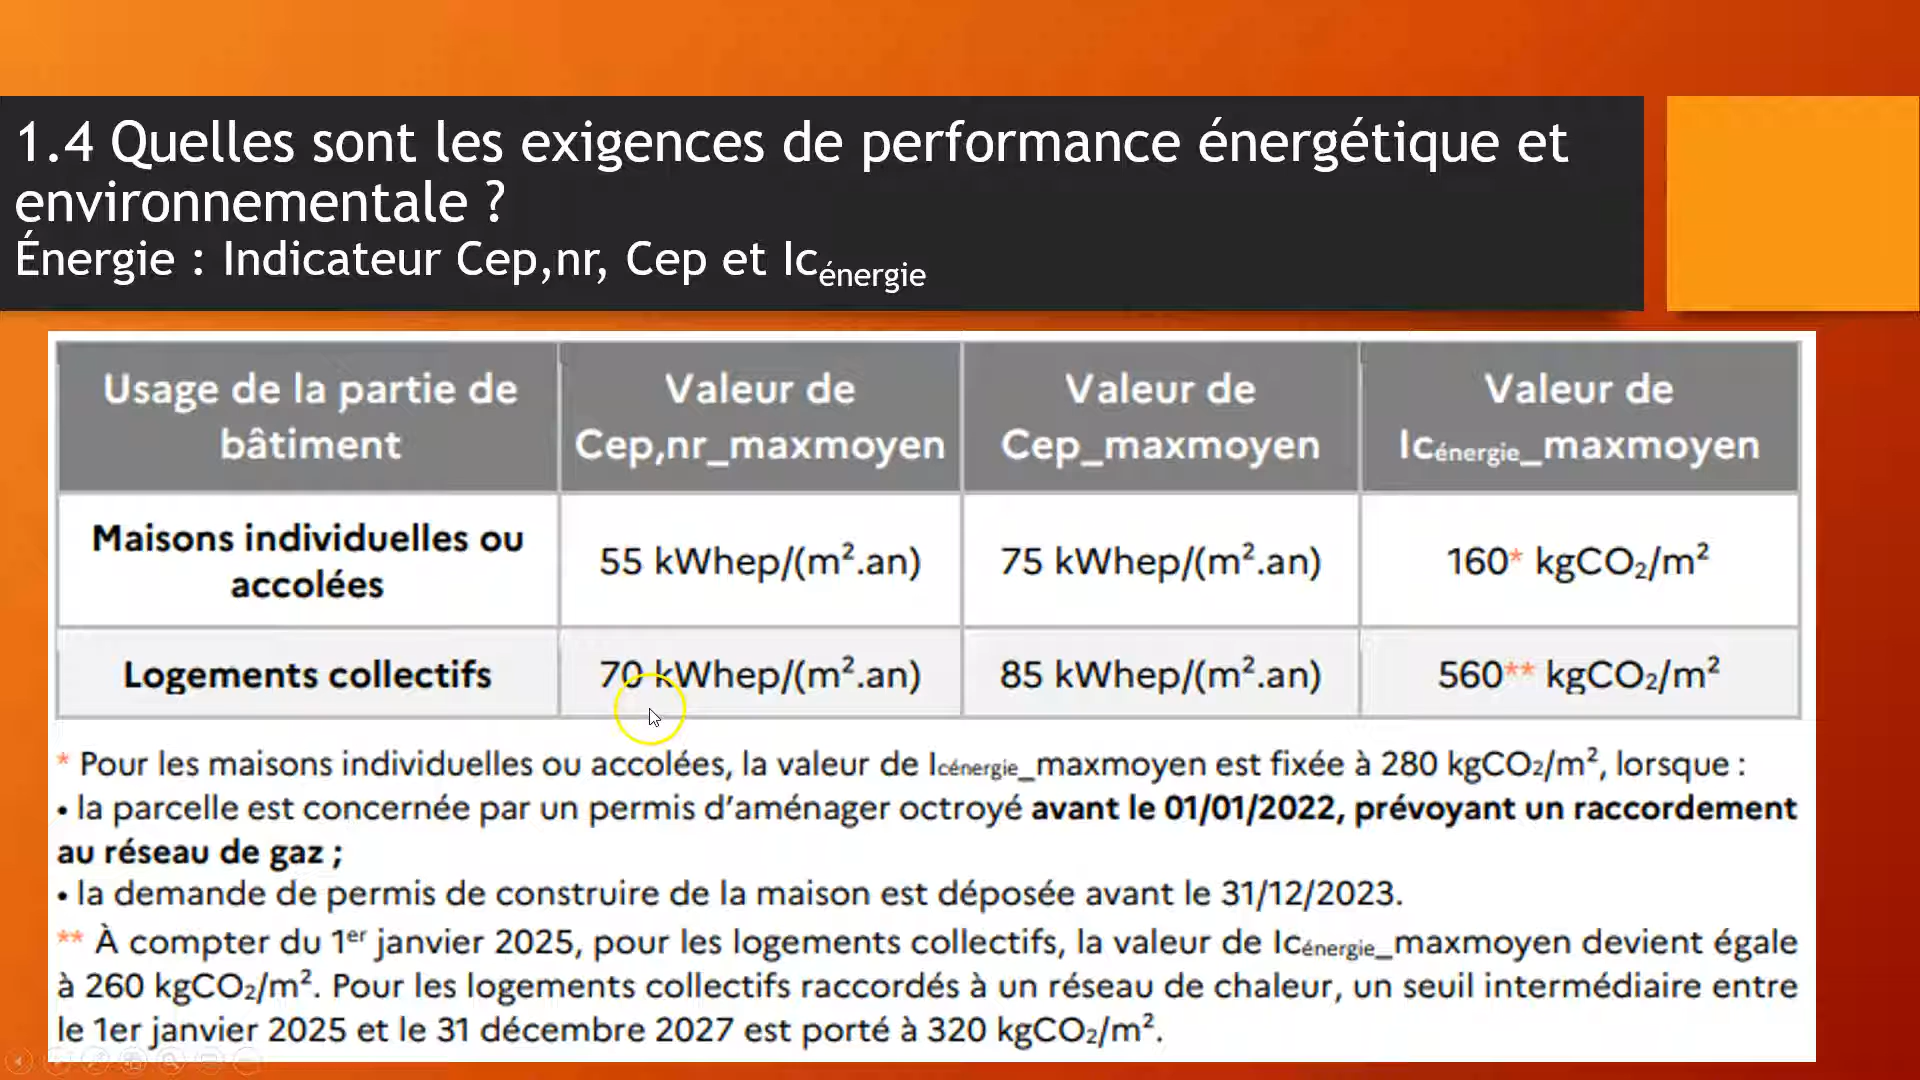 1.4 Quelles sont les exigences de performance énergétique et
environnementale ?
Énergie : Indicateur Cep,nr, Cep et Icénergie
Usage de la partie de
bâtiment
Valeur de
Cep,nr_maxmoyen
Valeur de
Cep_maxmoyen
Valeur de
Icénergie_maxmoyen
Maisons individuelles ou
accolées
55 kWhep/(m².an)
75 kWhep/(m².an)
160* kgCO₂/m²
Logements collectifs
70 kWhep/(m².an)
85 kWhep/(m².an)
560** kgCO₂/m²
* Pour les maisons individuelles ou accolées, la valeur de Icénergie_maxmoyen est fixée à 280 kgCO₂/m², lorsque :
• la parcelle est concernée par un permis d’aménager octroyé avant le 01/01/2022, prévoyant un raccordement
au réseau de gaz ;
• la demande de permis de construire de la maison est déposée avant le 31/12/2023.
** À compter du 1er janvier 2025, pour les logements collectifs, la valeur de Icénergie_maxmoyen devient égale
à 260 kgCO₂/m². Pour les logements collectifs raccordés à un réseau de chaleur, un seuil intermédiaire entre
le 1er janvier 2025 et le 31 décembre 2027 est porté à 320 kgCO₂/m².